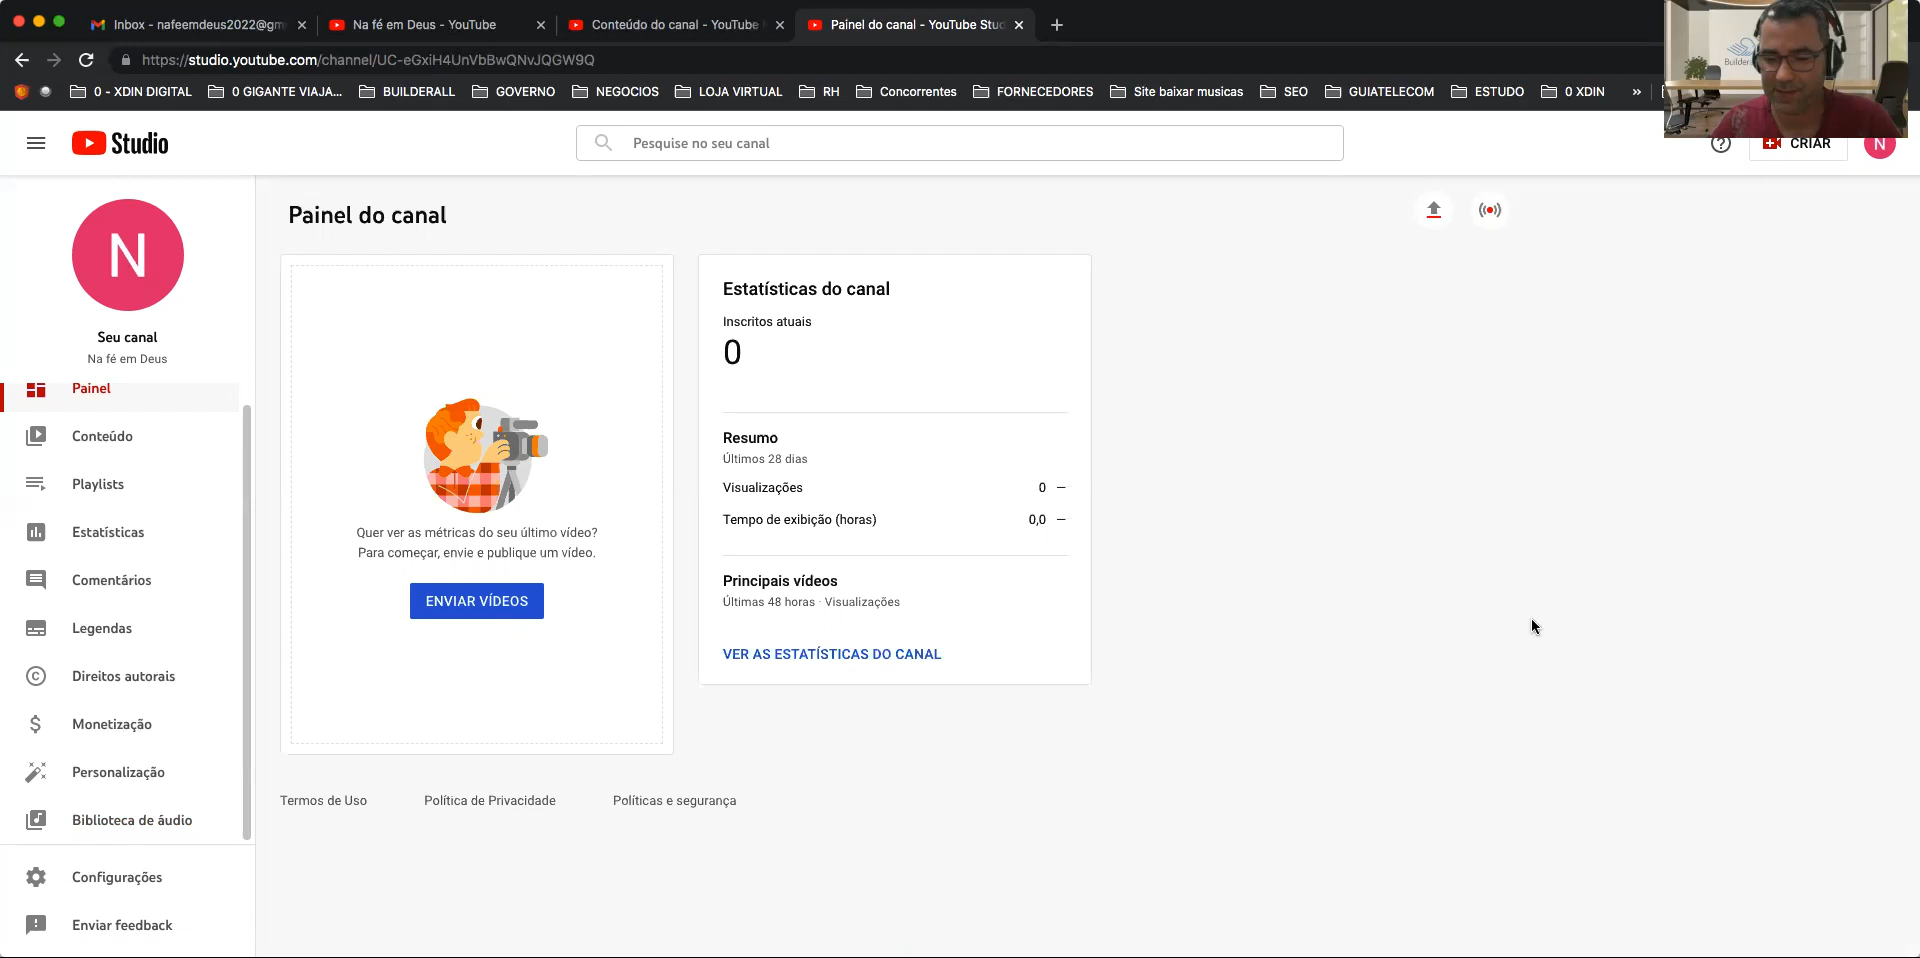 Inbox - nafeemdeus2022@gm
Na fé em Deus - YouTube
Conteúdo do canal - YouTube
Painel do canal - YouTube Stud
https://studio.youtube.com/channel/UC-eGxiH4UnVbBwQNvJQGW9Q
0 - XDIN DIGITAL
0 GIGANTE VIAJA...
BUILDERALL
GOVERNO
NEGOCIOS
LOJA VIRTUAL
RH
Concorrentes
FORNECEDORES
Site baixar musicas
SEO
GUIATELECOM
ESTUDO
0 XDIN
»
Studio
Pesquise no seu canal
CRIAR
N
N
Seu canal
Na fé em Deus
Painel
Conteúdo
Playlists
Estatísticas
Comentários
Legendas
Direitos autorais
Monetização
Personalização
Biblioteca de áudio
Configurações
Enviar feedback
Painel do canal
Quer ver as métricas do seu último vídeo?
Para começar, envie e publique um vídeo.
ENVIAR VÍDEOS
Estatísticas do canal
Inscritos atuais
0
Resumo
Últimos 28 dias
Visualizações 0 —
Tempo de exibição (horas) 0,0 —
Principais vídeos
Últimas 48 horas · Visualizações
VER AS ESTATÍSTICAS DO CANAL
Termos de Uso
Política de Privacidade
Políticas e segurança